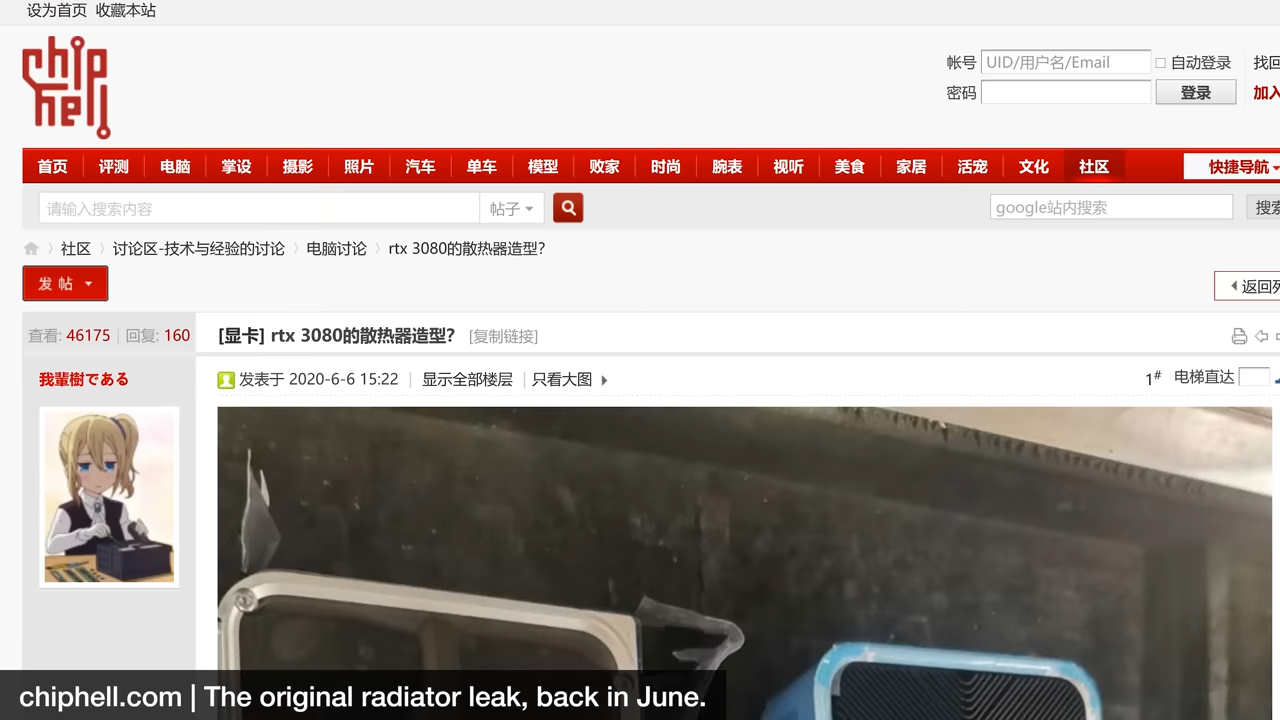 设为首页 收藏本站
chip
hell
帐号 UID/用户名/Email 自动登录 找回
密码 登录 加入
首页 评测 电脑 掌设 摄影 照片 汽车 单车 模型 败家 时尚 腕表 视听 美食 家居 活宠 文化 社区 快捷导航
请输入搜索内容 帖子 google站内搜索 搜索
社区 讨论区-技术与经验的讨论 电脑讨论 rtx 3080的散热器造型?
发帖 返回列
查看: 46175 | 回复: 160 [显卡] rtx 3080的散热器造型? [复制链接]
我輩樹である 发表于 2020-6-6 15:22 | 显示全部楼层 | 只看大图 1# 电梯直达
chiphell.com | The original radiator leak, back in June.